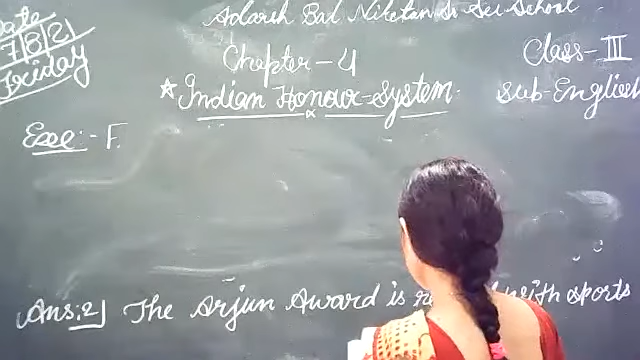 Adarsh Bal Niketan Sr Sec School
Date
7/8/2
Friday
Chapter - 4
Class - III
* Indian Honour System
Sub - English
Exe:- F.
Ans:2] The Arjun Award is with sports